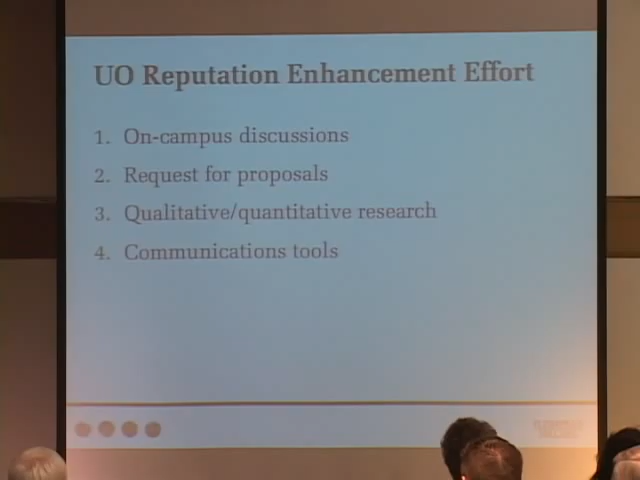 UO Reputation Enhancement Effort
1. On-campus discussions
2. Request for proposals
3. Qualitative/quantitative research
4. Communications tools